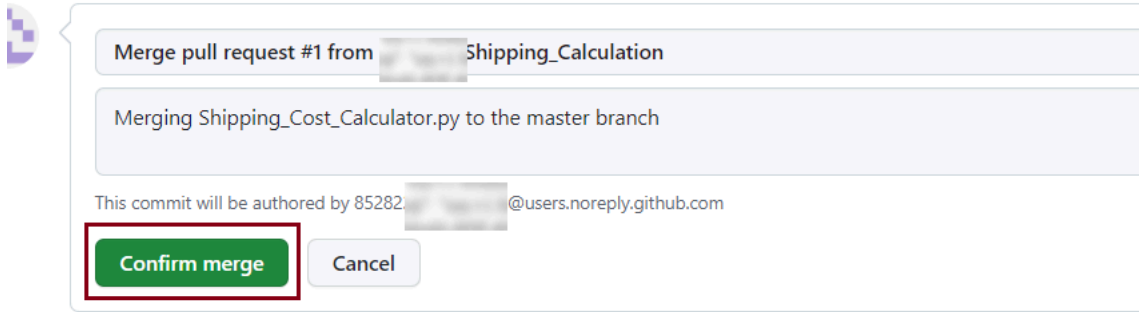 Merge pull request #1 from Shipping_Calculation
Merging Shipping_Cost_Calculator.py to the master branch
This commit will be authored by 85282 @users.noreply.github.com
Confirm merge
Cancel